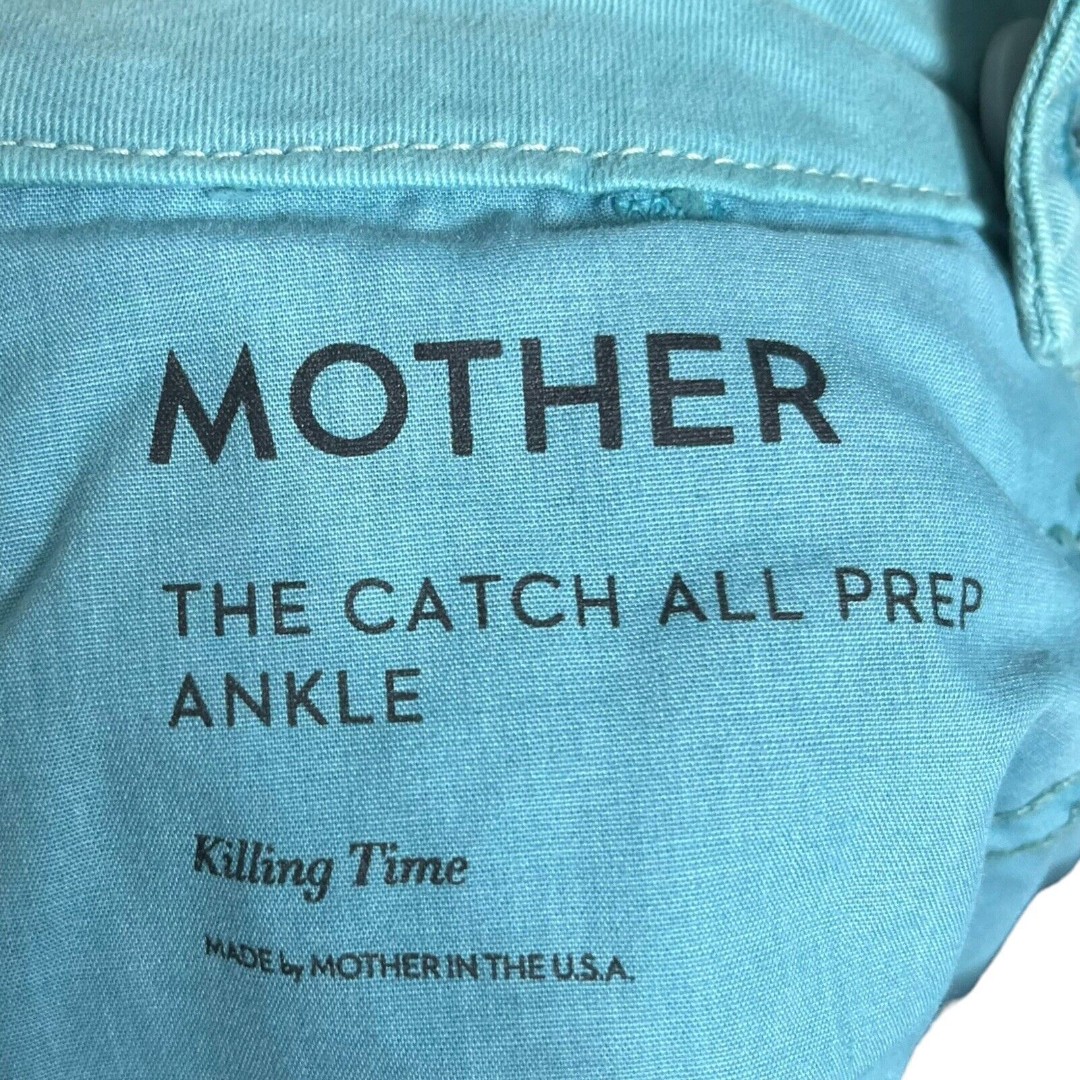 MOTHER
THE CATCH ALL PREP
ANKLE
Killing Time
MADE by MOTHER IN THE U.S.A.